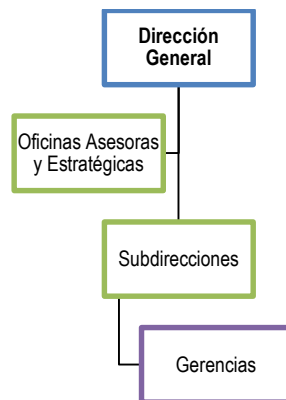 Dirección
General
Oficinas Asesoras
y Estratégicas
Subdirecciones
Gerencias